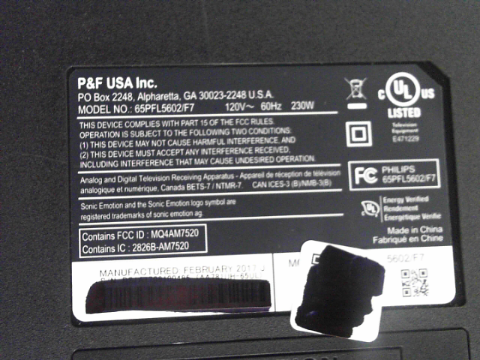 P&F USA Inc.
PO Box 2248, Alpharetta, GA 30023-2248 U.S.A.
MODEL NO.: 65PFL5602/F7 120V~ 60Hz 230W
THIS DEVICE COMPLIES WITH PART 15 OF THE FCC RULES.
OPERATION IS SUBJECT TO THE FOLLOWING TWO CONDITIONS:
(1) THIS DEVICE MAY NOT CAUSE HARMFUL INTERFERENCE, AND
(2) THIS DEVICE MUST ACCEPT ANY INTERFERENCE RECEIVED,
INCLUDING INTERFERENCE THAT MAY CAUSE UNDESIRED OPERATION.
Analog and Digital Television Receiving Apparatus - Appareil de réception de télévision
analogique et numérique, Canada BETS-7 / NTMR-7. CAN ICES-3 (B)/NMB-3(B)
Sonic Emotion and the Sonic Emotion logo symbol are
registered trademarks of sonic emotion ag.
Contains FCC ID : MQ4AM7520
Contains IC : 2826B-AM7520
C UL US
LISTED
Television
Equipment
E471229
FC PHILIPS
65PFL5602/F7
UL Energy Verified
Renewable Energy
Energétique Vérifié
Made in China
Fabriqué en Chine
MANUFACTURED FEBRUARY
5602/F7